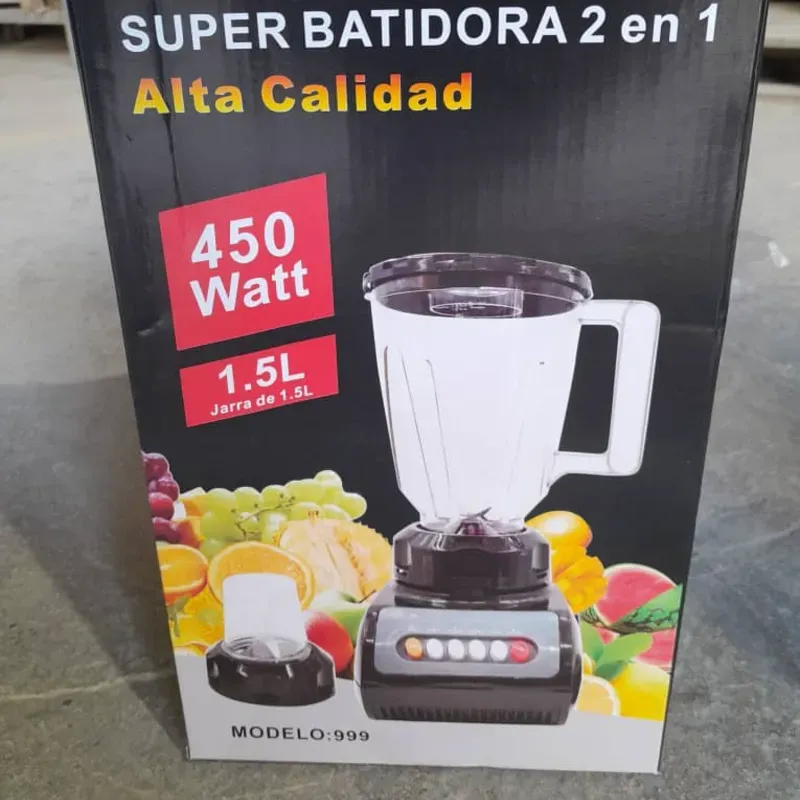 SUPER BATIDORA 2 en 1
Alta Calidad
450
Watt
1.5L
Jarra de 1.5L
MODELO:999